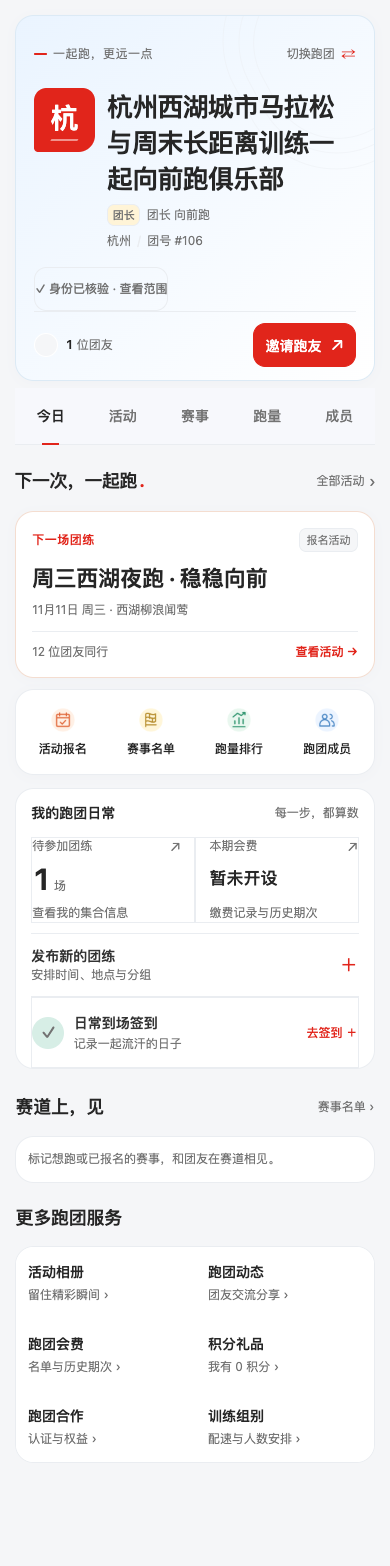 一起跑，更远一点
切换跑团
杭
杭州西湖城市马拉松
与周末长距离训练一
起向前跑俱乐部
团长 团长 向前跑
杭州 / 团号 #106
✓ 身份已核验 · 查看范围
1 位团友
邀请跑友 ↗
今日 活动 赛事 跑量 成员
下一次，一起跑.
全部活动 ›
下一场团练
报名活动
周三西湖夜跑 · 稳稳向前
11月11日 周三 · 西湖柳浪闻莺
12 位团友同行
查看活动 →
活动报名 赛事名单 跑量排行 跑团成员
我的跑团日常
每一步，都算数
待参加团练 ↗
1 场
查看我的集合信息
本期会费 ↗
暂未开设
缴费记录与历史期次
发布新的团练
安排时间、地点与分组
日常到场签到
记录一起流汗的日子
去签到 +
赛道上，见
赛事名单 ›
标记想跑或已报名的赛事，和团友在赛道相见。
更多跑团服务
活动相册
留住精彩瞬间 ›
跑团动态
团友交流分享 ›
跑团会费
名单与历史期次 ›
积分礼品
我有 0 积分 ›
跑团合作
认证与权益 ›
训练组别
配速与人数安排 ›